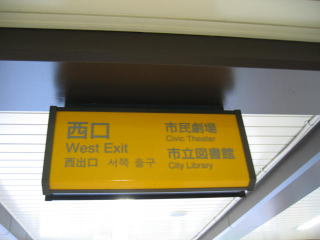 西口
West Exit
西出口 서쪽 출구
市民劇場
Civic Theater
市立図書館
City Library